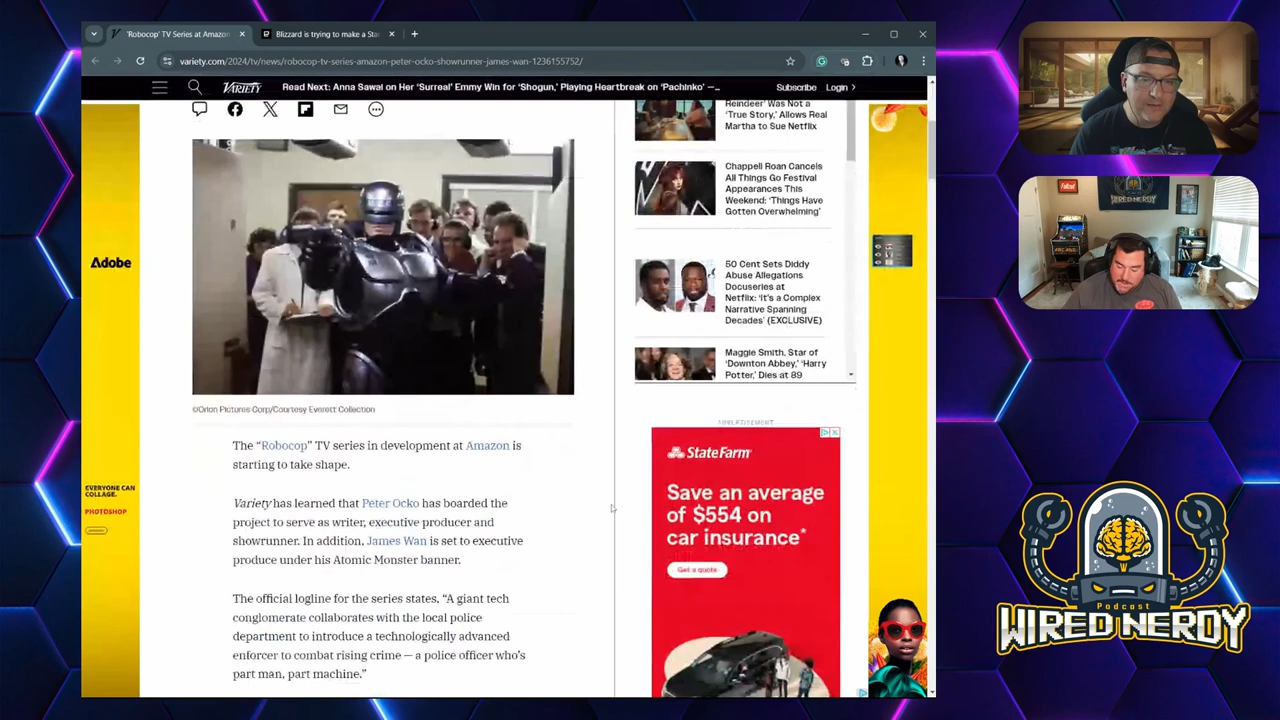 'Robocop' TV Series at Amazon
Blizzard is trying to make a Sta
variety.com/2024/tv/news/robocop-tv-series-amazon-peter-ocko-showrunner-james-wan-1236155752/
VARIETY
Read Next: Anna Sawai on Her 'Surreal' Emmy Win for 'Shogun,' Playing Heartbreak on 'Pachinko' —...
Subscribe
Login
©Orion Pictures Corp/Courtesy Everett Collection
The "Robocop" TV series in development at Amazon is
starting to take shape.
Variety has learned that Peter Ocko has boarded the
project to serve as writer, executive producer and
showrunner. In addition, James Wan is set to executive
produce under his Atomic Monster banner.
The official logline for the series states, "A giant tech
conglomerate collaborates with the local police
department to introduce a technologically advanced
enforcer to combat rising crime — a police officer who's
part man, part machine."
Reindeer' Was Not a
'True Story,' Allows Real
Martha to Sue Netflix
Chappell Roan Cancels
All Things Go Festival
Appearances This
Weekend: 'Things Have
Gotten Overwhelming'
50 Cent Sets Diddy
Abuse Allegations
Docuseries at
Netflix: 'It's a Complex
Narrative Spanning
Decades' (EXCLUSIVE)
Maggie Smith, Star of
'Downton Abbey,' 'Harry
Potter,' Dies at 89
ADVERTISEMENT
StateFarm
Save an average
of $554 on
car insurance*
Get a quote
Adobe
EVERYONE CAN
COLLAGE.
PHOTOSHOP
Fallout
WIRED NERDY
Podcast
WIRED NERDY